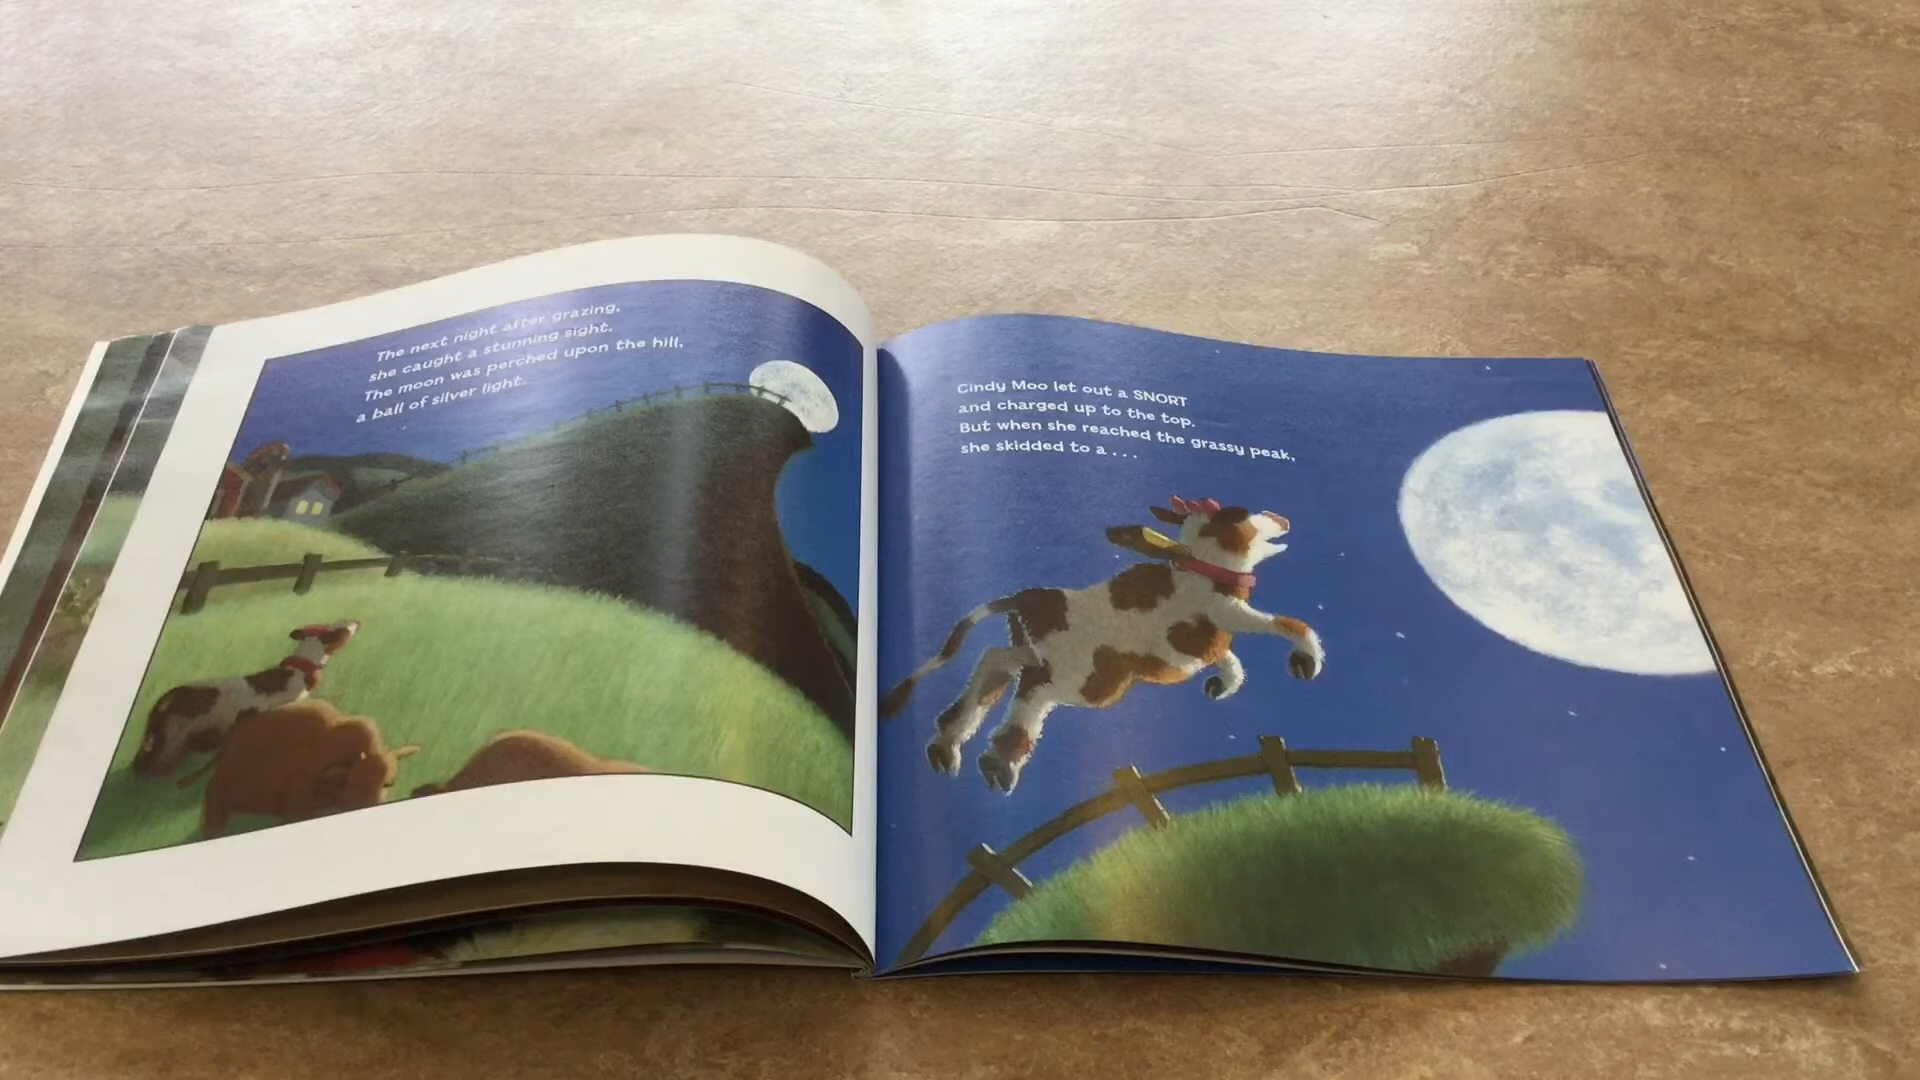 The next night after grazing,
she caught a stunning sight.
The moon was perched upon the hill,
a ball of silver light.
Cindy Moo let out a SNORT
and charged up to the top.
But when she reached the grassy peak,
she skidded to a . . .